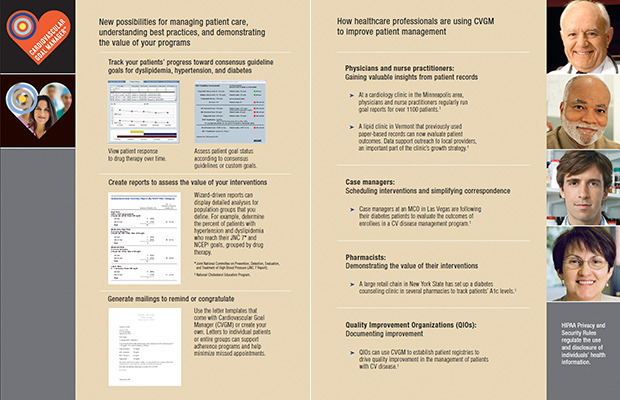 CARDIOVASCULAR
GOAL MANAGER
New possibilities for managing patient care,
understanding best practices, and demonstrating
the value of your programs
Track your patients' progress toward consensus guideline
goals for dyslipidemia, hypertension, and diabetes
View patient response
to drug therapy over time.
Assess patient goal status
according to consensus
guidelines or custom goals.
Create reports to assess the value of your interventions
Wizard-driven reports can
display detailed analyses for
population groups that you
define. For example, determine
the percent of patients with
hypertension and dyslipidemia
who reach their JNC 7* and
NCEP† goals, grouped by drug
therapy.
*Joint National Committee on Prevention, Detection, Evaluation,
and Treatment of High Blood Pressure (JNC 7 Report).
† National Cholesterol Education Program.
Generate mailings to remind or congratulate
Use the letter templates that
come with Cardiovascular Goal
Manager (CVGM) or create your
own. Letters to individual patients
or entire groups can support
adherence programs and help
minimize missed appointments.
How healthcare professionals are using CVGM
to improve patient management
Physicians and nurse practitioners:
Gaining valuable insights from patient records
➤ At a cardiology clinic in the Minneapolis area,
physicians and nurse practitioners regularly run
goal reports for over 1100 patients.¹
➤ A lipid clinic in Vermont that previously used
paper-based records can now evaluate patient
outcomes. Data support outreach to local providers,
an important part of the clinic's growth strategy.¹
Case managers:
Scheduling interventions and simplifying correspondence
➤ Case managers at an MCO in Las Vegas are following
their diabetes patients to evaluate the outcomes of
enrollees in a CV disease management program.¹
Pharmacists:
Demonstrating the value of their interventions
➤ A large retail chain in New York State has set up a diabetes
counseling clinic in several pharmacies to track patients' A1c levels.¹
Quality Improvement Organizations (QIOs):
Documenting improvement
➤ QIOs can use CVGM to establish patient registries to
drive quality improvement in the management of patients
with CV disease.¹
HIPAA Privacy and
Security Rules
regulate the use
and disclosure of
individuals' health
information.